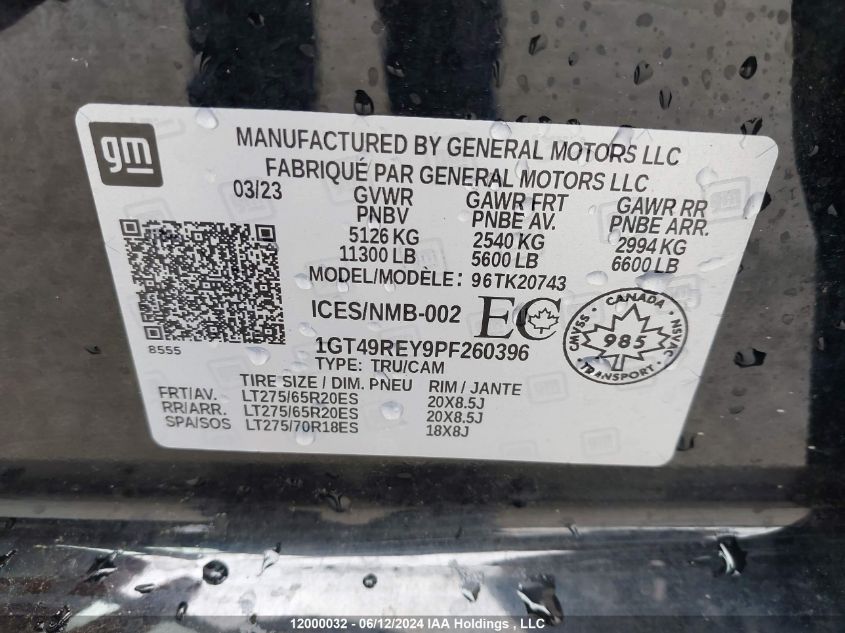 gm
MANUFACTURED BY GENERAL MOTORS LLC
FABRIQUÉ PAR GENERAL MOTORS LLC
03/23
GVWR GAWR FRT GAWR RR
PNBV PNBE AV. PNBE ARR.
5126 KG 2540 KG 2994 KG
11300 LB 5600 LB 6600 LB
MODEL/MODÈLE: 96TK20743
ICES/NMB-002 EC
CANADA
CMVSS 985 NSVAC
TRANSPORT
8555
1GT49REY9PF260396
TYPE: TRU/CAM
TIRE SIZE / DIM. PNEU RIM / JANTE
FRT/AV. LT275/65R20ES 20X8.5J
RR/ARR. LT275/65R20ES 20X8.5J
SPA/SOS LT275/70R18ES 18X8J
12000032 - 06/12/2024 IAA Holdings , LLC